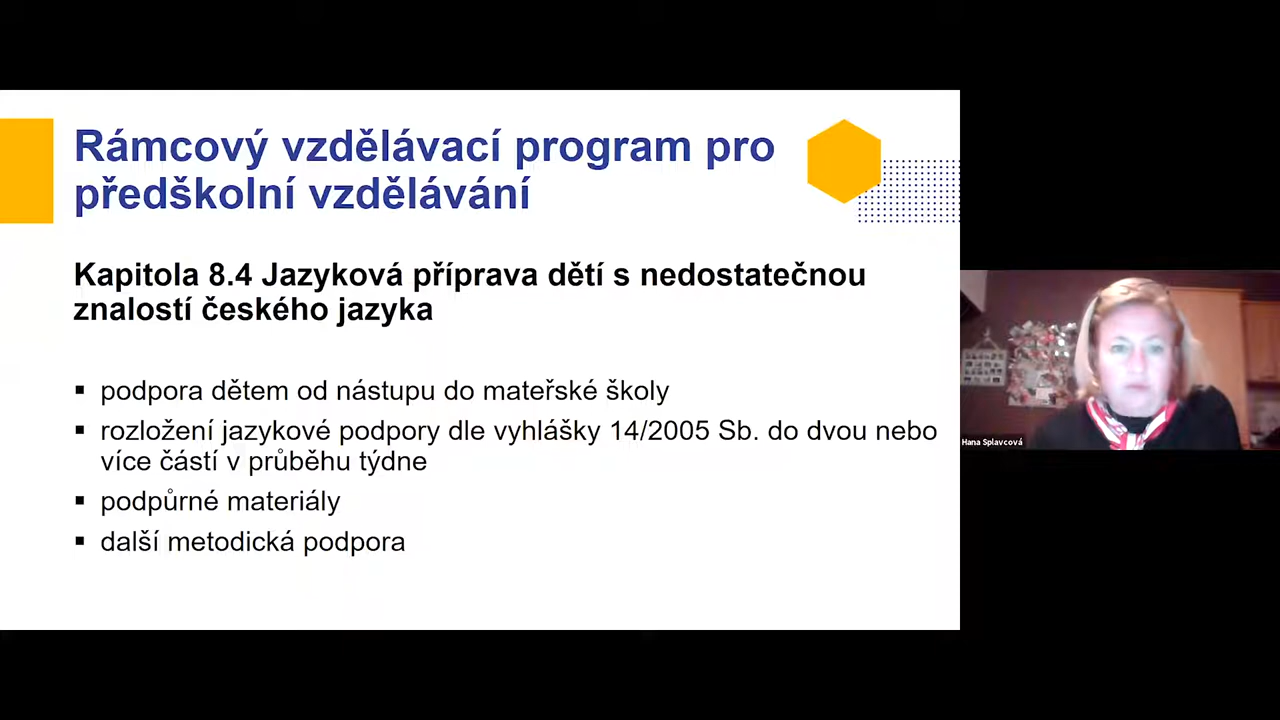 Rámcový vzdělávací program pro
předškolní vzdělávání
Kapitola 8.4 Jazyková příprava dětí s nedostatečnou
znalostí českého jazyka
▪ podpora dětem od nástupu do mateřské školy
▪ rozložení jazykové podpory dle vyhlášky 14/2005 Sb. do dvou nebo
více částí v průběhu týdne
▪ podpůrné materiály
▪ další metodická podpora
Hana Splavcová